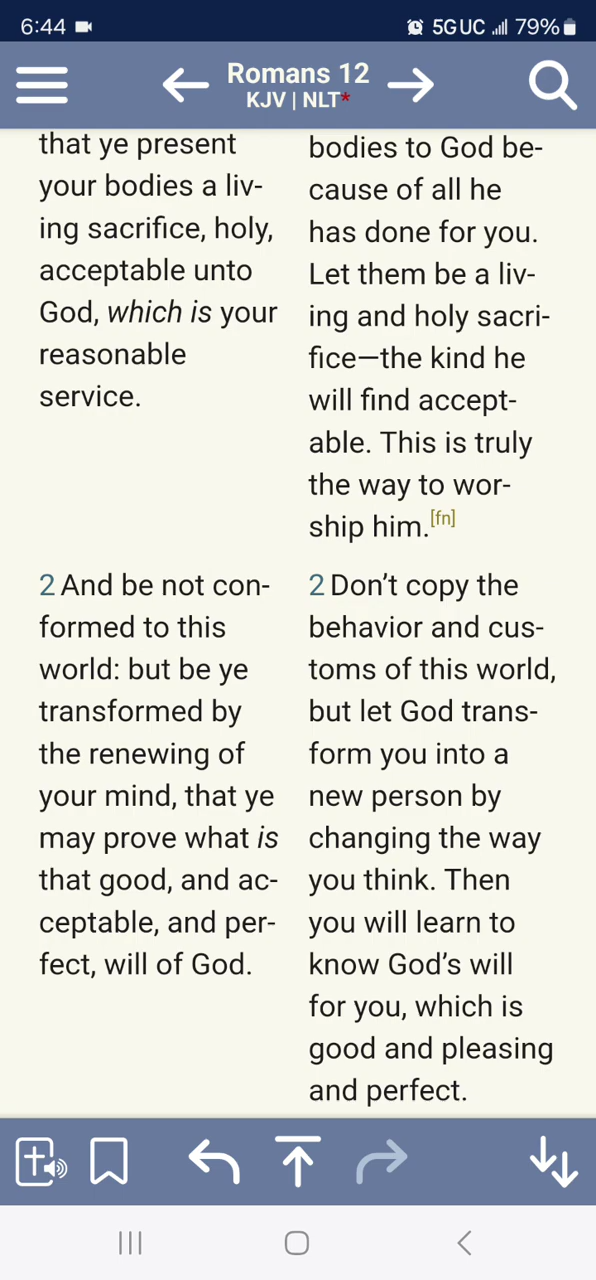 6:44 5G UC 79%
Romans 12
KJV | NLT*
that ye present
your bodies a liv-
ing sacrifice, holy,
acceptable unto
God, which is your
reasonable
service.
bodies to God be-
cause of all he
has done for you.
Let them be a liv-
ing and holy sacri-
fice—the kind he
will find accept-
able. This is truly
the way to wor-
ship him.[fn]
2 And be not con-
formed to this
world: but be ye
transformed by
the renewing of
your mind, that ye
may prove what is
that good, and ac-
ceptable, and per-
fect, will of God.
2 Don’t copy the
behavior and cus-
toms of this world,
but let God trans-
form you into a
new person by
changing the way
you think. Then
you will learn to
know God’s will
for you, which is
good and pleasing
and perfect.